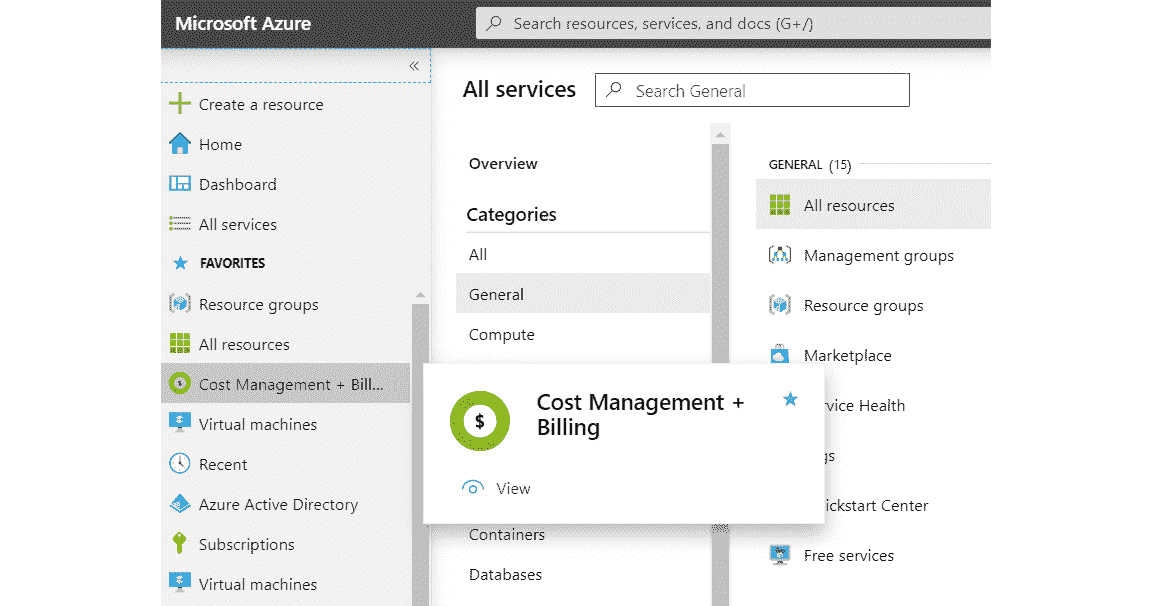 Microsoft Azure
Search resources, services, and docs (G+/)
«
Create a resource
Home
Dashboard
All services
FAVORITES
Resource groups
All resources
Cost Management + Bill...
Virtual machines
Recent
Azure Active Directory
Subscriptions
Virtual machines
All services
Search General
Overview
Categories
All
General
Compute
Containers
Databases
GENERAL (15)
All resources
Management groups
Resource groups
Marketplace
rvice Health
gs
ickstart Center
Free services
$
Cost Management +
Billing
View